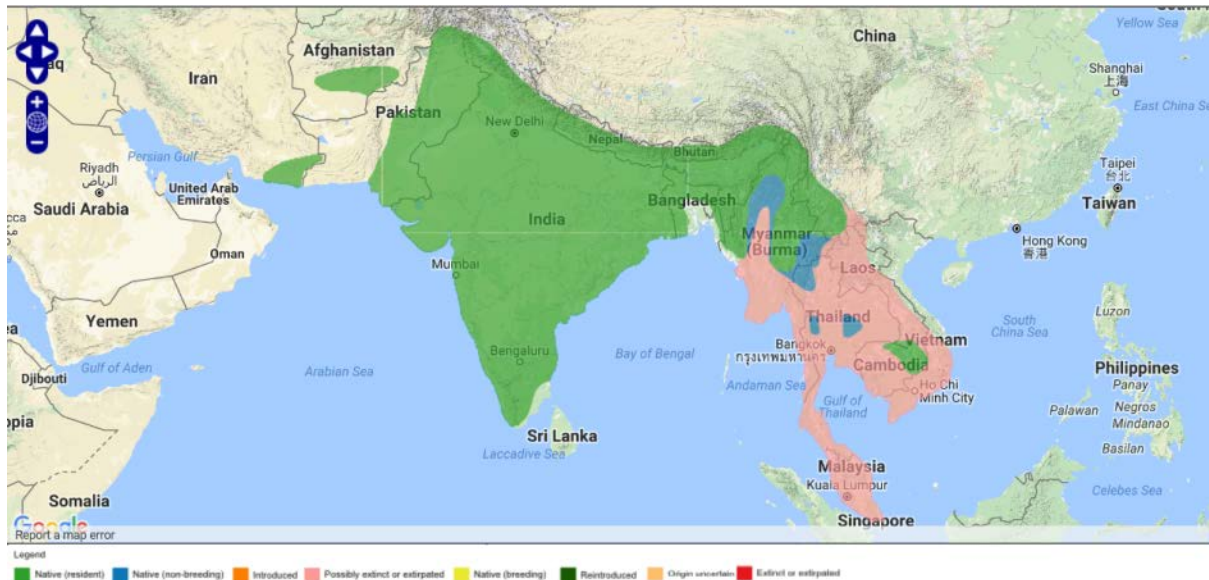 South K
Yellow Sea
China
Afghanistan
aq
Iran
Shanghai
上海
Pakistan
East China Sea
New Delhi
Nepal
Persian Gulf
Bhutan
Riyadh
الرياض
Taipei
台北
United Arab
Emirates
Bangladesh
Saudi Arabia
Taiwan
India
cca
Myanmar
(Burma)
Hong Kong
香港
Oman
Mumbai
Laos
Luzon
Thailand
South
China Sea
Yemen
Vietnam
Bangkok
กรุงเทพมหานคร
Bengaluru
Bay of Bengal
Cambodia
Gulf of Aden
Arabian Sea
Philippines
Djibouti
Andaman Sea
Ho Chi
Minh City
Panay
Gulf of
Thailand
Palawan
Negros
opia
Mindanao
Sri Lanka
Basilan
Laccadive Sea
Malaysia
Kuala Lumpur
Celebes Sea
Somalia
Google
Singapore
Report a map error
Legend
Native (resident) Native (non-breeding) Introduced Possibly extinct or extirpated Native (breeding) Reintroduced Origin uncertain Extinct or extirpated